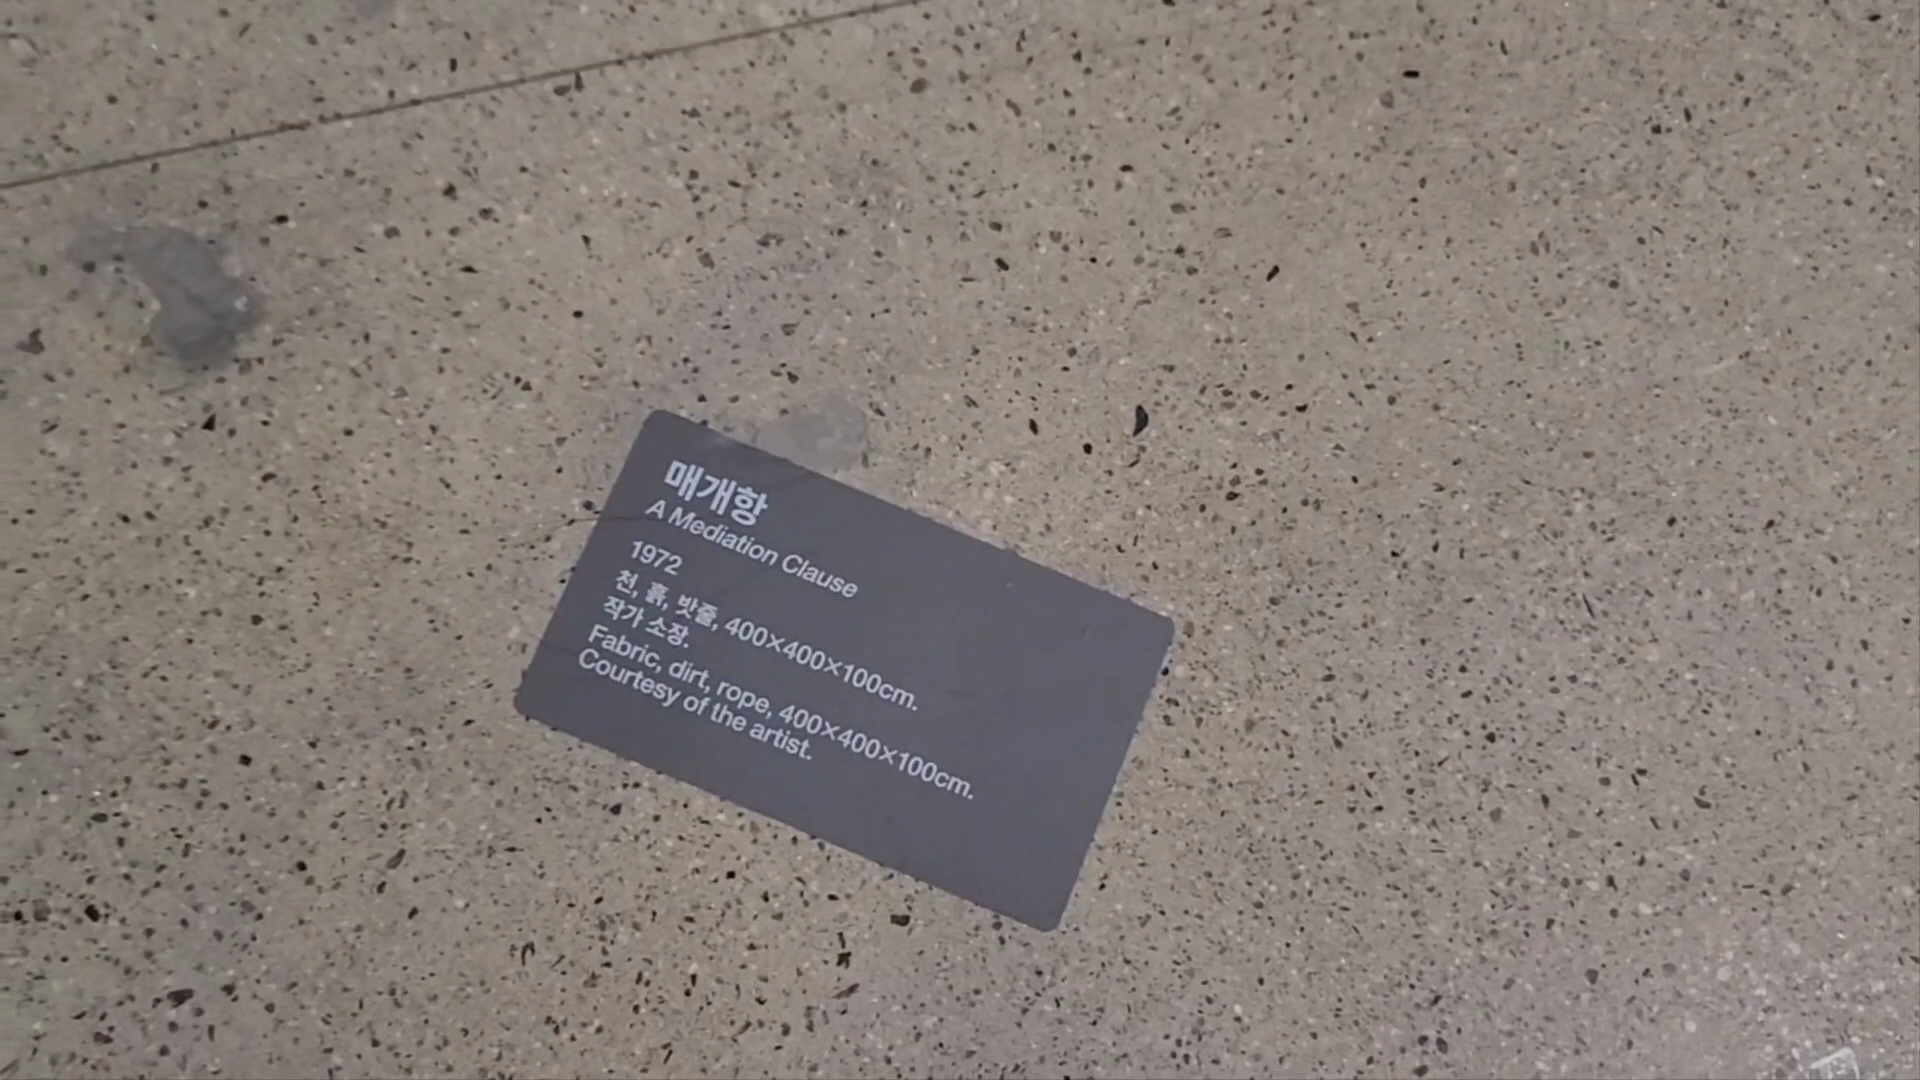 매개항
A Mediation Clause
1972
천, 흙, 밧줄, 400×400×100cm.
작가 소장.
Fabric, dirt, rope, 400×400×100cm.
Courtesy of the artist.